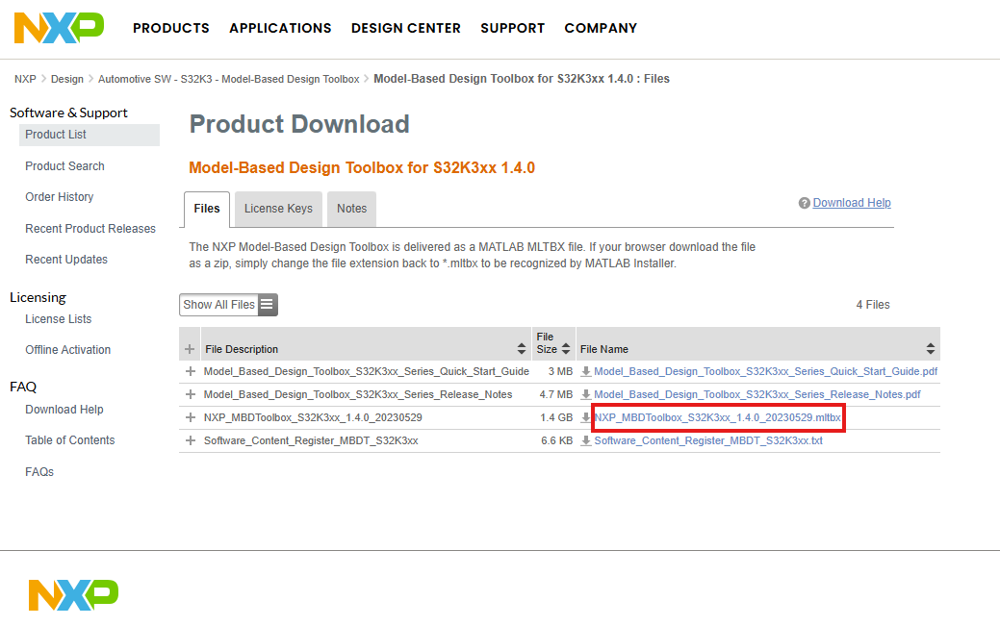 NXP
PRODUCTS APPLICATIONS DESIGN CENTER SUPPORT COMPANY
NXP > Design > Automotive SW - S32K3 - Model-Based Design Toolbox > Model-Based Design Toolbox for S32K3xx 1.4.0 : Files
Software & Support
Product List
Product Search
Order History
Recent Product Releases
Recent Updates
Licensing
License Lists
Offline Activation
FAQ
Download Help
Table of Contents
FAQs
Product Download
Model-Based Design Toolbox for S32K3xx 1.4.0
Files License Keys Notes
? Download Help
The NXP Model-Based Design Toolbox is delivered as a MATLAB MLTBX file. If your browser download the file
as a zip, simply change the file extension back to *.mltbx to be recognized by MATLAB Installer.
Show All Files
4 Files
+ File Description File Size File Name
+ Model_Based_Design_Toolbox_S32K3xx_Series_Quick_Start_Guide 3 MB Model_Based_Design_Toolbox_S32K3xx_Series_Quick_Start_Guide.pdf
+ Model_Based_Design_Toolbox_S32K3xx_Series_Release_Notes 4.7 MB Model_Based_Design_Toolbox_S32K3xx_Series_Release_Notes.pdf
+ NXP_MBDToolbox_S32K3xx_1.4.0_20230529 1.4 GB NXP_MBDToolbox_S32K3xx_1.4.0_20230529.mltbx
+ Software_Content_Register_MBDT_S32K3xx 6.6 KB Software_Content_Register_MBDT_S32K3xx.txt
NXP